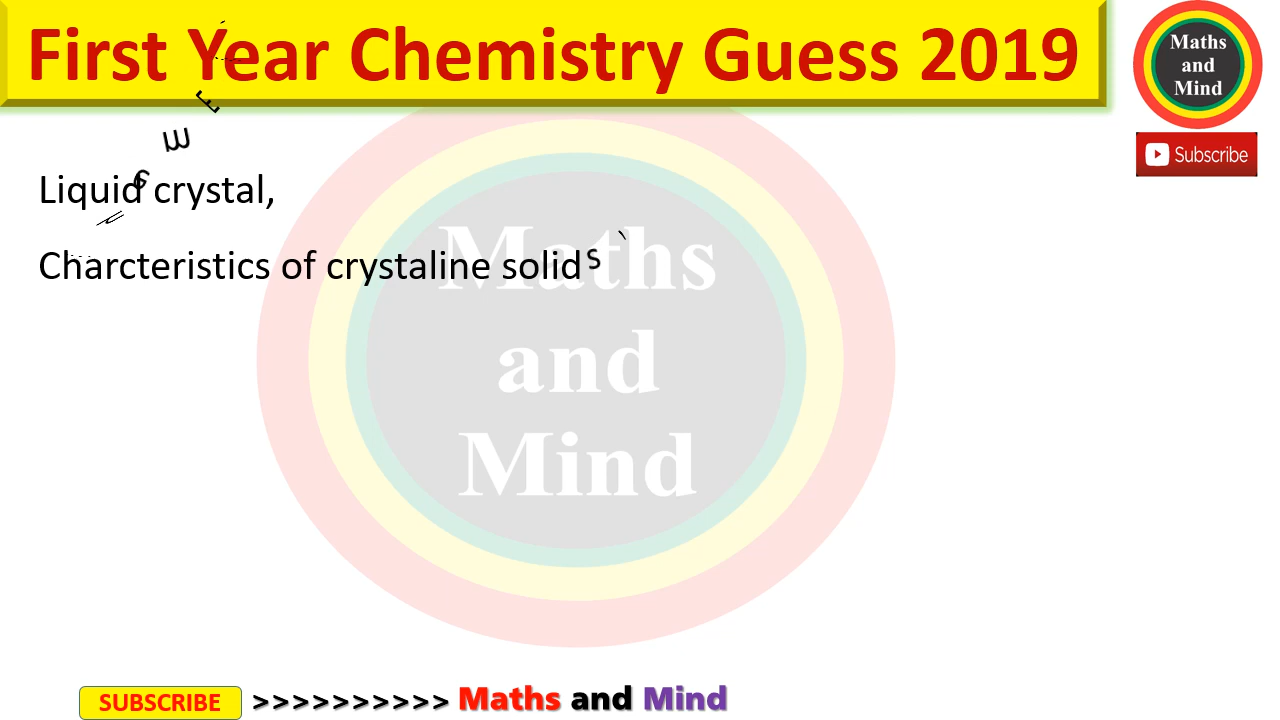 First Year Chemistry Guess 2019
Maths
and
Mind
Subscribe
Liquid crystal,
Charcteristics of crystaline solids
Maths
and
Mind
SUBSCRIBE >>>>>>>>>> Maths and Mind